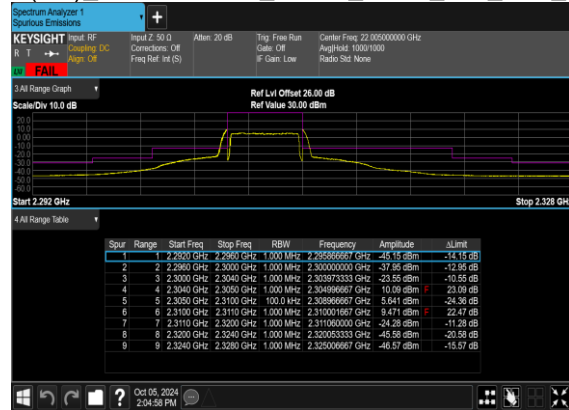 Spectrum Analyzer 1
Spurious Emissions
+
KEYSIGHT Input: RF Input Z: 50 Ω Atten: 20 dB Trig: Free Run Center Freq: 22.005000000 GHz
R T Coupling: DC Corrections: Off Gate: Off Avg|Hold: 1000/1000
Align: Off Freq Ref: Int (S) IF Gain: Low Radio Std: None
LW FAIL
3 All Range Graph Ref Lvl Offset 26.00 dB
Scale/Div 10.0 dB Ref Value 30.00 dBm
20.0
10.0
0.00
-10.0
-20.0
-30.0
-40.0
-50.0
-60.0
Start 2.292 GHz Stop 2.328 GHz
4 All Range Table
Spur Range Start Freq Stop Freq RBW Frequency Amplitude ΔLimit
1 1 2.2920 GHz 2.2960 GHz 1.000 MHz 2.295866667 GHz -45.15 dBm -14.15 dB
2 2 2.2960 GHz 2.3000 GHz 1.000 MHz 2.300000000 GHz -37.95 dBm -12.95 dB
3 3 2.3000 GHz 2.3040 GHz 1.000 MHz 2.303973333 GHz -23.55 dBm -10.55 dB
4 4 2.3040 GHz 2.3050 GHz 1.000 MHz 2.304996667 GHz 10.09 dBm F 23.09 dB
5 5 2.3050 GHz 2.3100 GHz 100.0 kHz 2.308966667 GHz 5.641 dBm -24.36 dB
6 6 2.3100 GHz 2.3110 GHz 1.000 MHz 2.310001667 GHz 9.471 dBm F 22.47 dB
7 7 2.3110 GHz 2.3200 GHz 1.000 MHz 2.311060000 GHz -24.28 dBm -11.28 dB
8 8 2.3200 GHz 2.3240 GHz 1.000 MHz 2.320053333 GHz -45.58 dBm -20.58 dB
9 9 2.3240 GHz 2.3280 GHz 1.000 MHz 2.325006667 GHz -46.57 dBm -15.57 dB
? Oct 05, 2024
2:04:58 PM